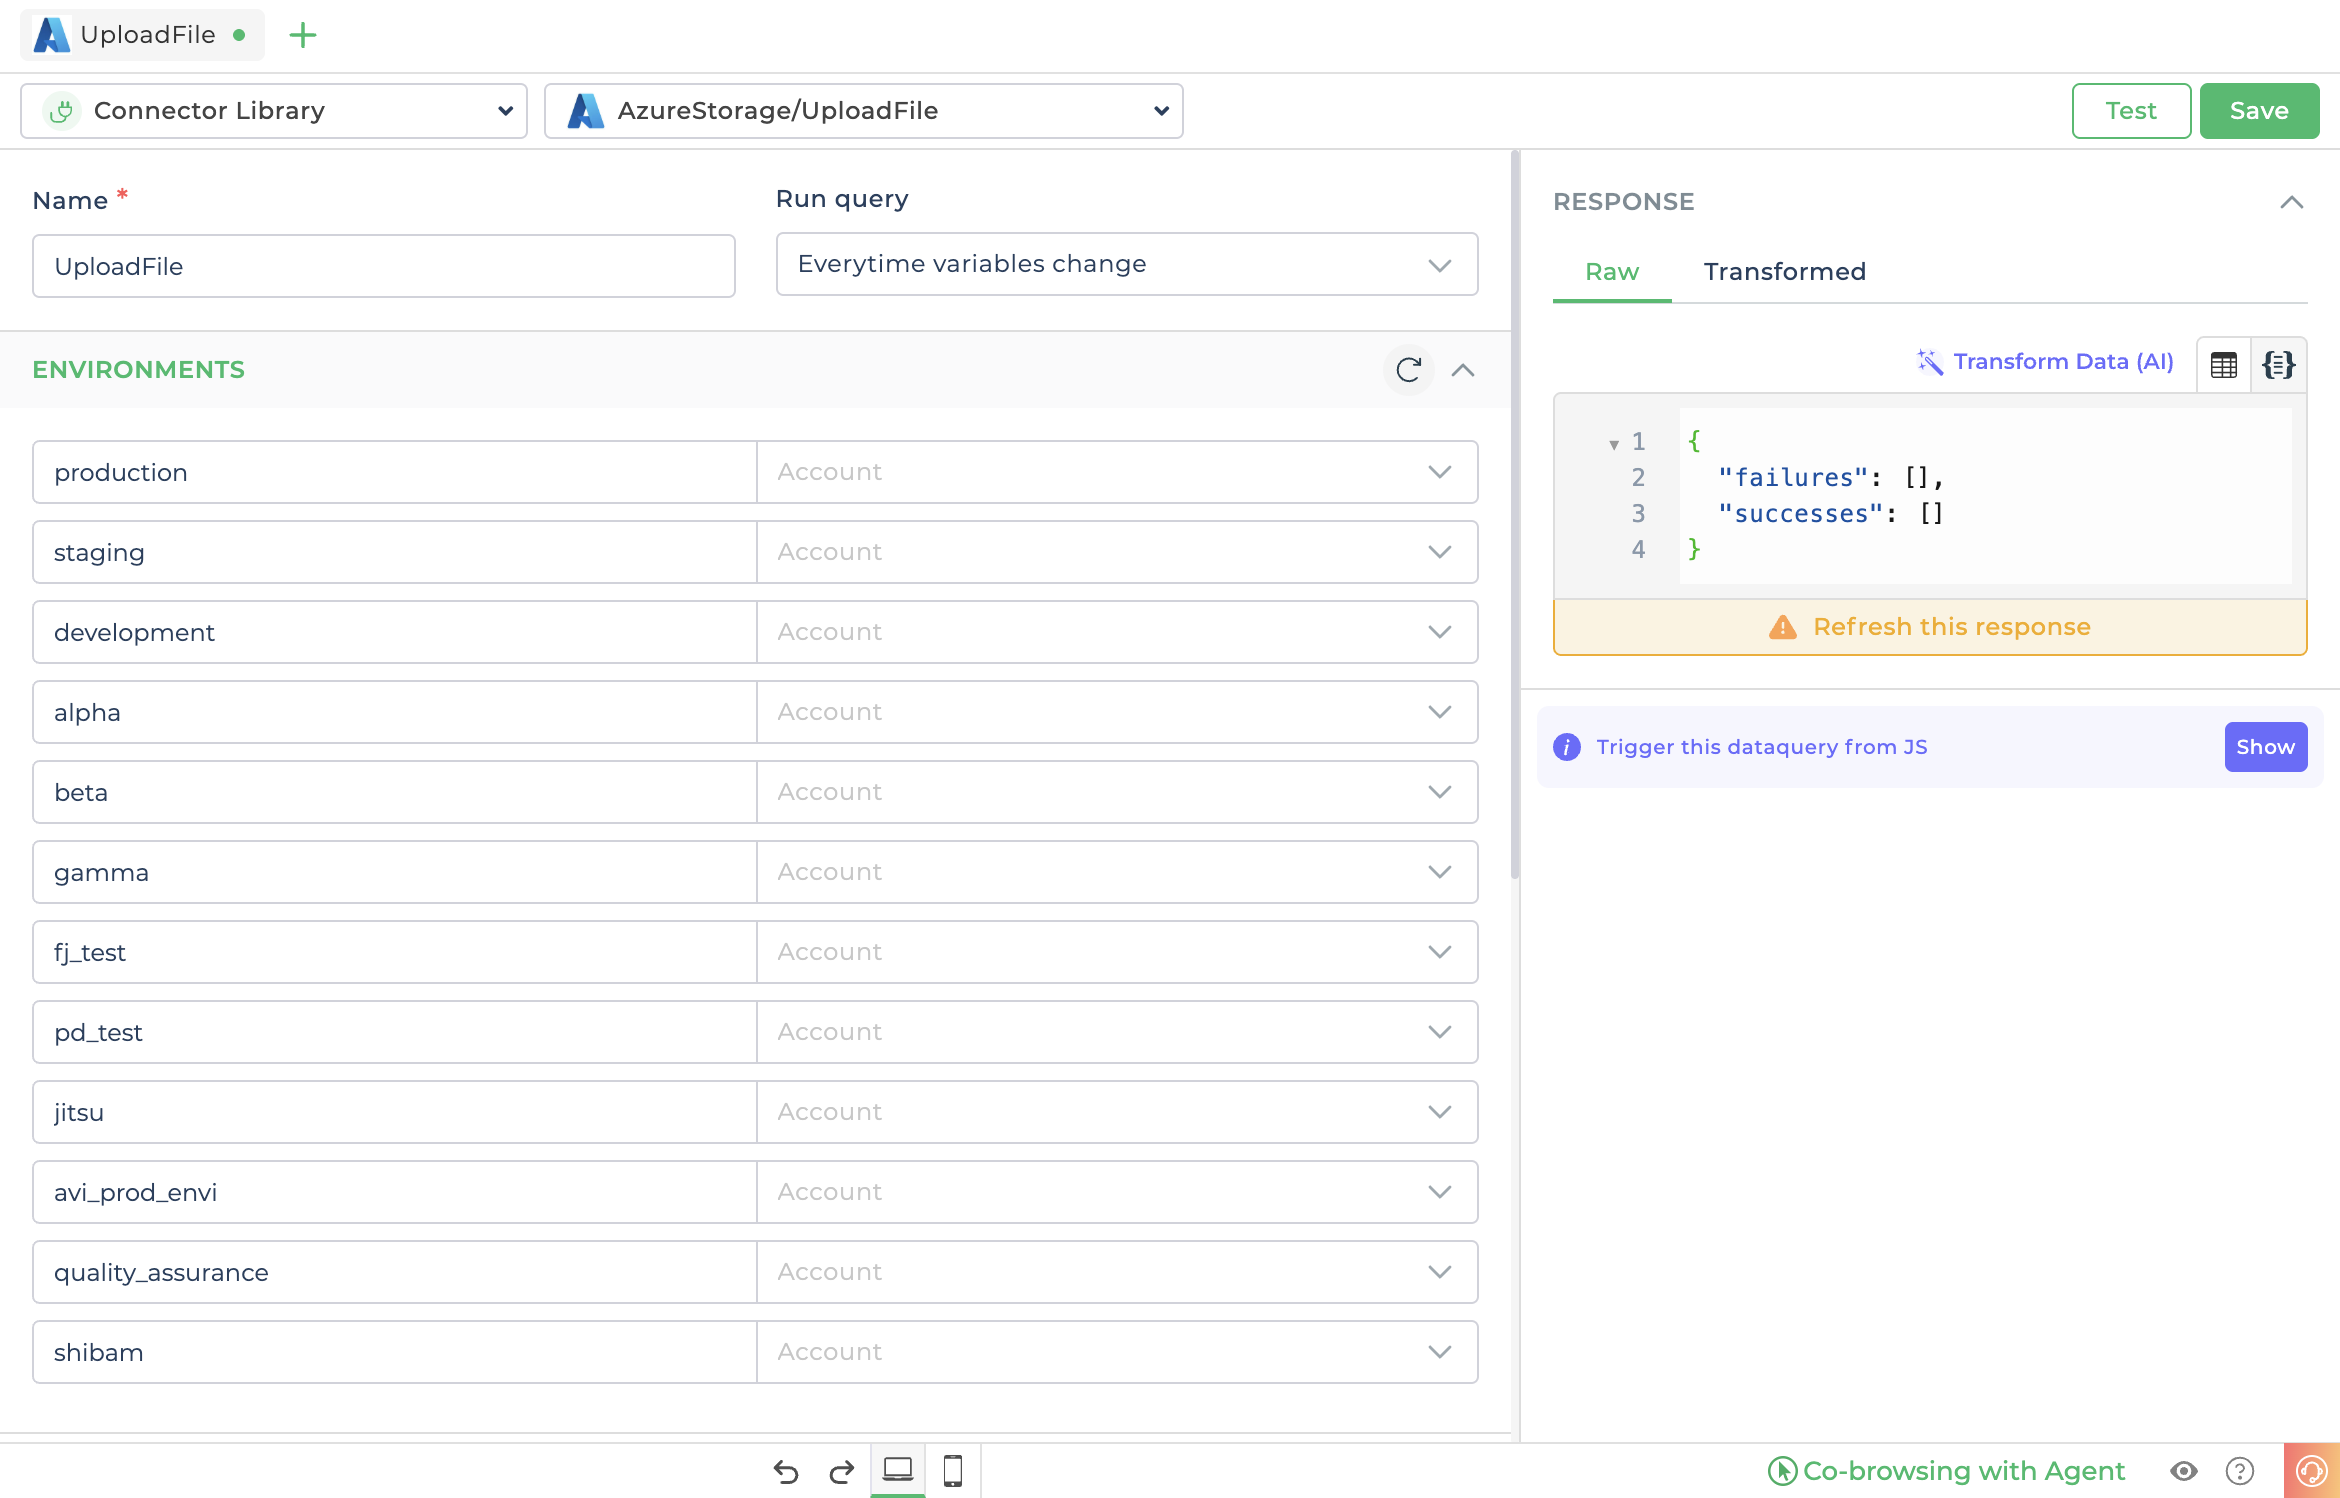 UploadFile
Connector Library
AzureStorage/UploadFile
Test
Save
Name *
Run query
UploadFile
Everytime variables change
ENVIRONMENTS
production Account
staging Account
development Account
alpha Account
beta Account
gamma Account
fj_test Account
pd_test Account
jitsu Account
avi_prod_envi Account
quality_assurance Account
shibam Account
RESPONSE
Raw Transformed
Transform Data (AI)
1 {
2 "failures": [],
3 "successes": []
4 }
Refresh this response
Trigger this dataquery from JS
Show
Co-browsing with Agent